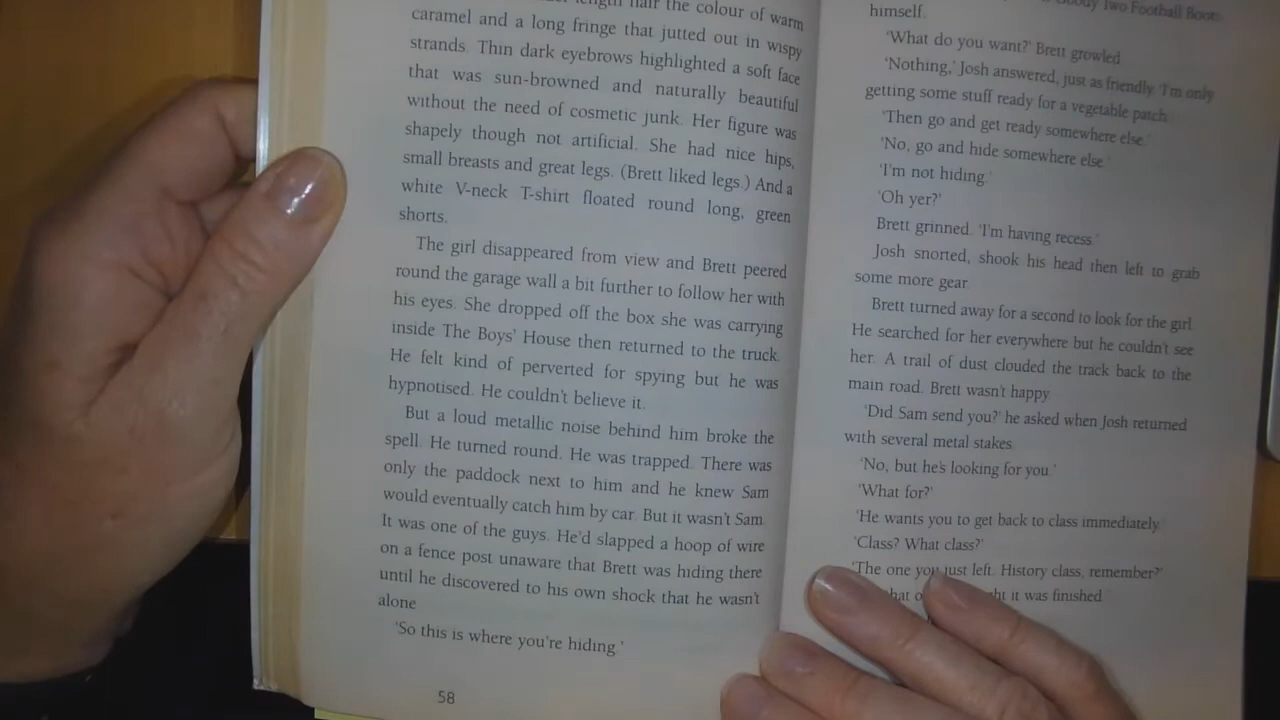 length hair the colour of warm
caramel and a long fringe that jutted out in wispy
strands. Thin dark eyebrows highlighted a soft face
that was sun-browned and naturally beautiful
without the need of cosmetic junk. Her figure was
shapely though not artificial. She had nice hips,
small breasts and great legs. (Brett liked legs.) And a
white V-neck T-shirt floated round long, green
shorts.
The girl disappeared from view and Brett peered
round the garage wall a bit further to follow her with
his eyes. She dropped off the box she was carrying
inside The Boys' House then returned to the truck.
He felt kind of perverted for spying but he was
hypnotised. He couldn't believe it.
But a loud metallic noise behind him broke the
spell. He turned round. He was trapped. There was
only the paddock next to him and he knew Sam
would eventually catch him by car. But it wasn't Sam.
It was one of the guys. He'd slapped a hoop of wire
on a fence post unaware that Brett was hiding there
until he discovered to his own shock that he wasn't
alone.
'So this is where you're hiding.'
58
Goody Two Football Boots
himself.
'What do you want?' Brett growled.
'Nothing,' Josh answered, just as friendly. 'I'm only
getting some stuff ready for a vegetable patch.
'Then go and get ready somewhere else.'
'No, go and hide somewhere else.'
'I'm not hiding.'
'Oh yer?'
Brett grinned. 'I'm having recess.'
Josh snorted, shook his head then left to grab
some more gear.
Brett turned away for a second to look for the girl.
He searched for her everywhere but he couldn't see
her. A trail of dust clouded the track back to the
main road. Brett wasn't happy.
'Did Sam send you?' he asked when Josh returned
with several metal stakes.
'No, but he's looking for you.'
'What for?'
'He wants you to get back to class immediately.
'Class? What class?'
'The one you just left. History class, remember?'
it was finished.